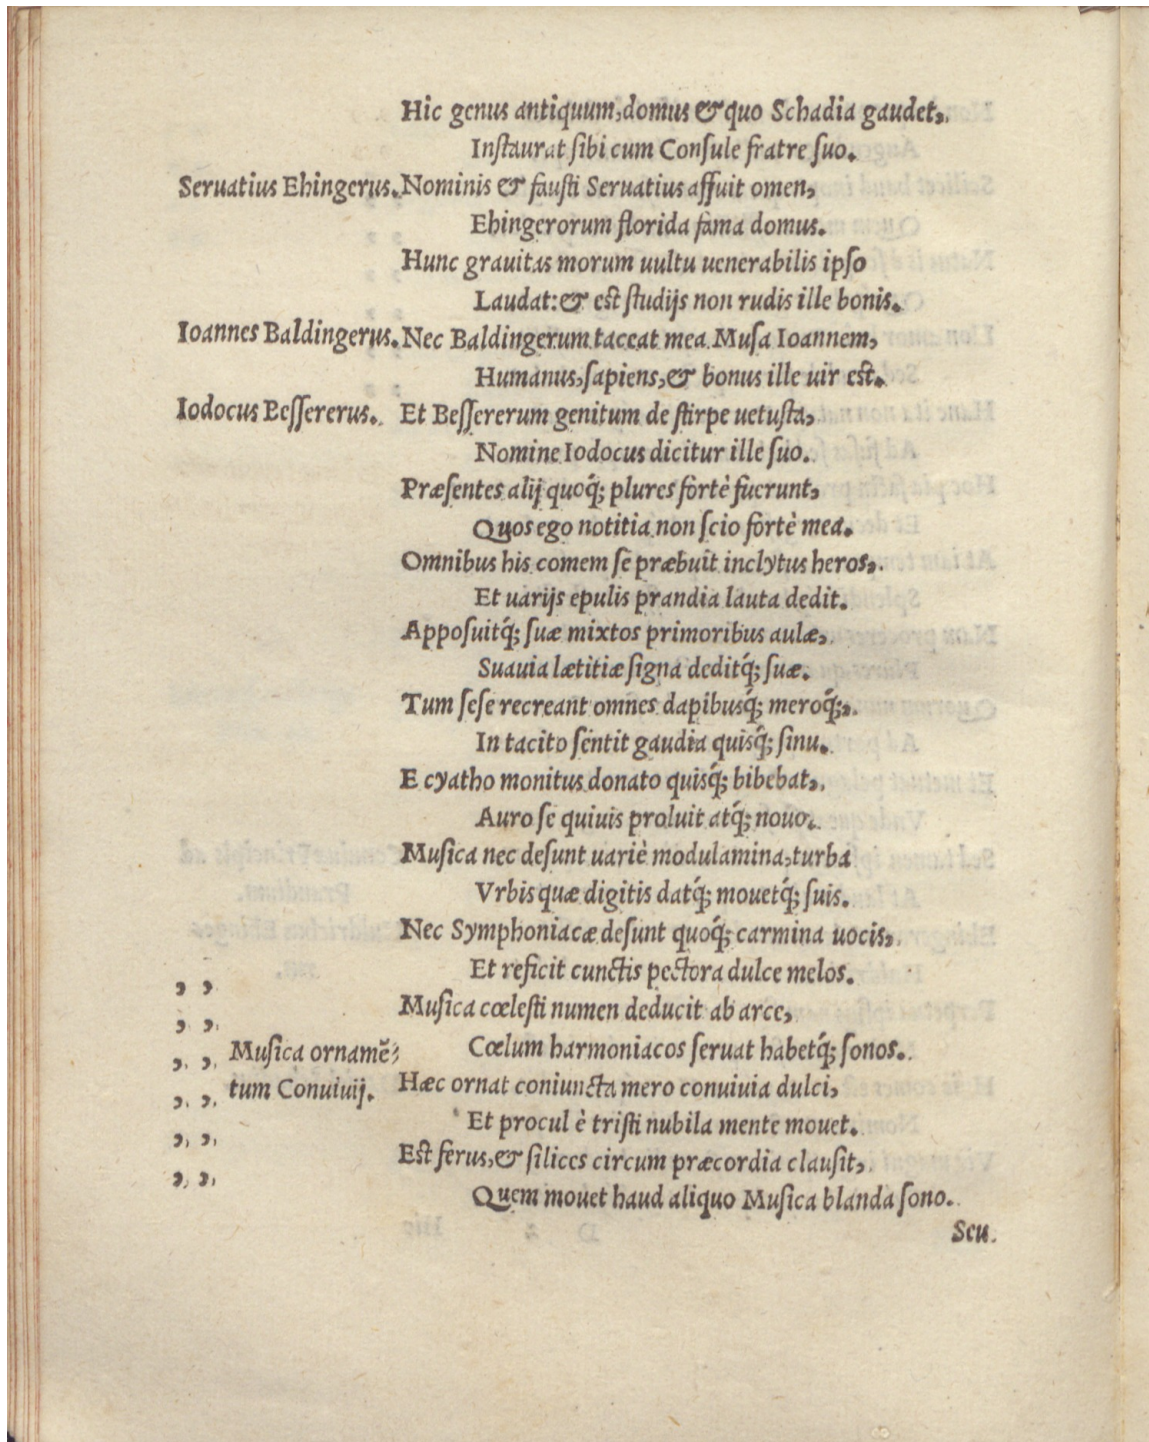 Hic genus antiquum, domus & quo Schadia gaudet,
Instaurat sibi cum Consule fratre suo.
Seruatius Ehingerus. Nominis & fausti Seruatius affuit omen,
Ehingerorum florida fama domus.
Hunc grauitas morum uultu uenerabilis ipso
Laudat: & est studijs non rudis ille bonis.
Ioannes Baldingerus. Nec Baldingerum taceat mea Musa Ioannem,
Humanus, sapiens, & bonus ille uir est.
Iodocus Bessererus. Et Bessererum genitum de stirpe uetusta,
Nomine Iodocus dicitur ille suo.
Præsentes alij quoq́; plures fortè fuerunt,
Quos ego notitia non scio fortè mea.
Omnibus his comem se præbuit inclytus heros,
Et uarijs epulis prandia lauta dedit.
Apposuitq́; suæ mixtos primoribus aulæ,
Suauia lætitiæ signa deditq́; suæ.
Tum sese recreant omnes dapibusq́; meroq́;,
In tacito sentit gaudia quisq́; sinu.
E cyatho monitus donato quisq́; bibebat,
Auro se quiuis proluit atq́; nouo.
Musica nec desunt uariè modulamina, turba
Vrbis quæ digitis datq́; mouetq́; suis.
Nec Symphoniacæ desunt quoq́; carmina uocis,
Et reficit cunctis pectora dulce melos.
,, Musica cœlesti numen deducit ab arce,
,, Musica ornamē- Cœlum harmoniacos seruat habetq́; sonos.
,, tum Conuiuij. Hæc ornat coniuncta mero conuiuia dulci,
,, Et procul è tristi nubila mente mouet.
,, Est ferus, & silices circum præcordia clausit,
,, Quem mouet haud aliquo Musica blanda sono.
Seu